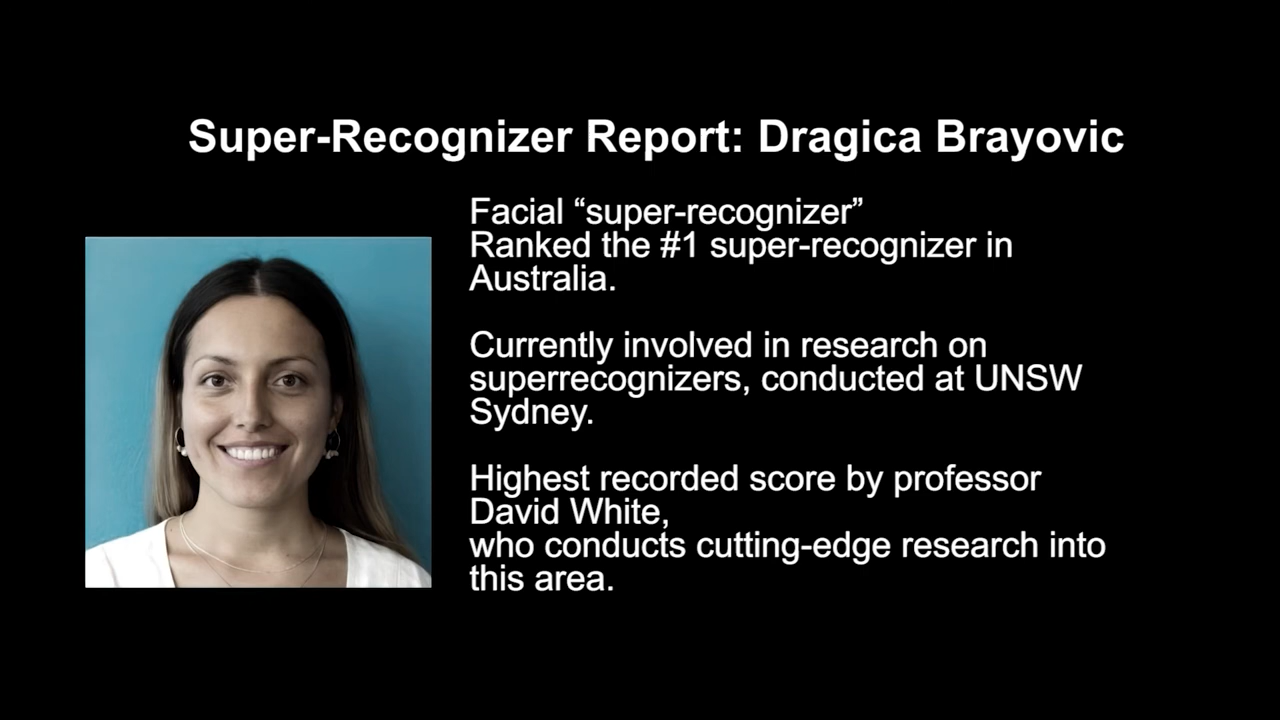 Super-Recognizer Report: Dragica Brayovic
Facial “super-recognizer”
Ranked the #1 super-recognizer in
Australia.
Currently involved in research on
superrecognizers, conducted at UNSW
Sydney.
Highest recorded score by professor
David White,
who conducts cutting-edge research into
this area.